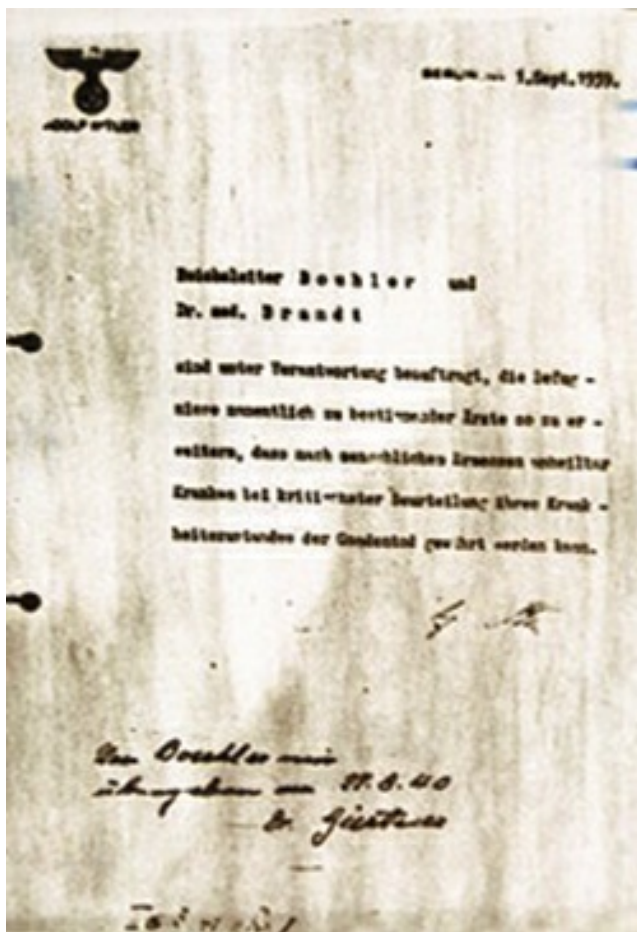 ADOLF HITLER
1.Sept.1939.
Reichsleiter Bouhler und
Dr. med. Brandt
sind unter Verantwortung beauftragt, die Befug -
nisse namentlich zu bestimmender Ärzte so zu er -
weitern, dass nach menschlichem Ermessen unheilbar
Kranken bei kritischster Beurteilung ihres Krank -
heitszustandes der Gnadentod gewährt werden kann.
Von Bouhler mir
übergeben am 27.8.40
Dr. Gürtner